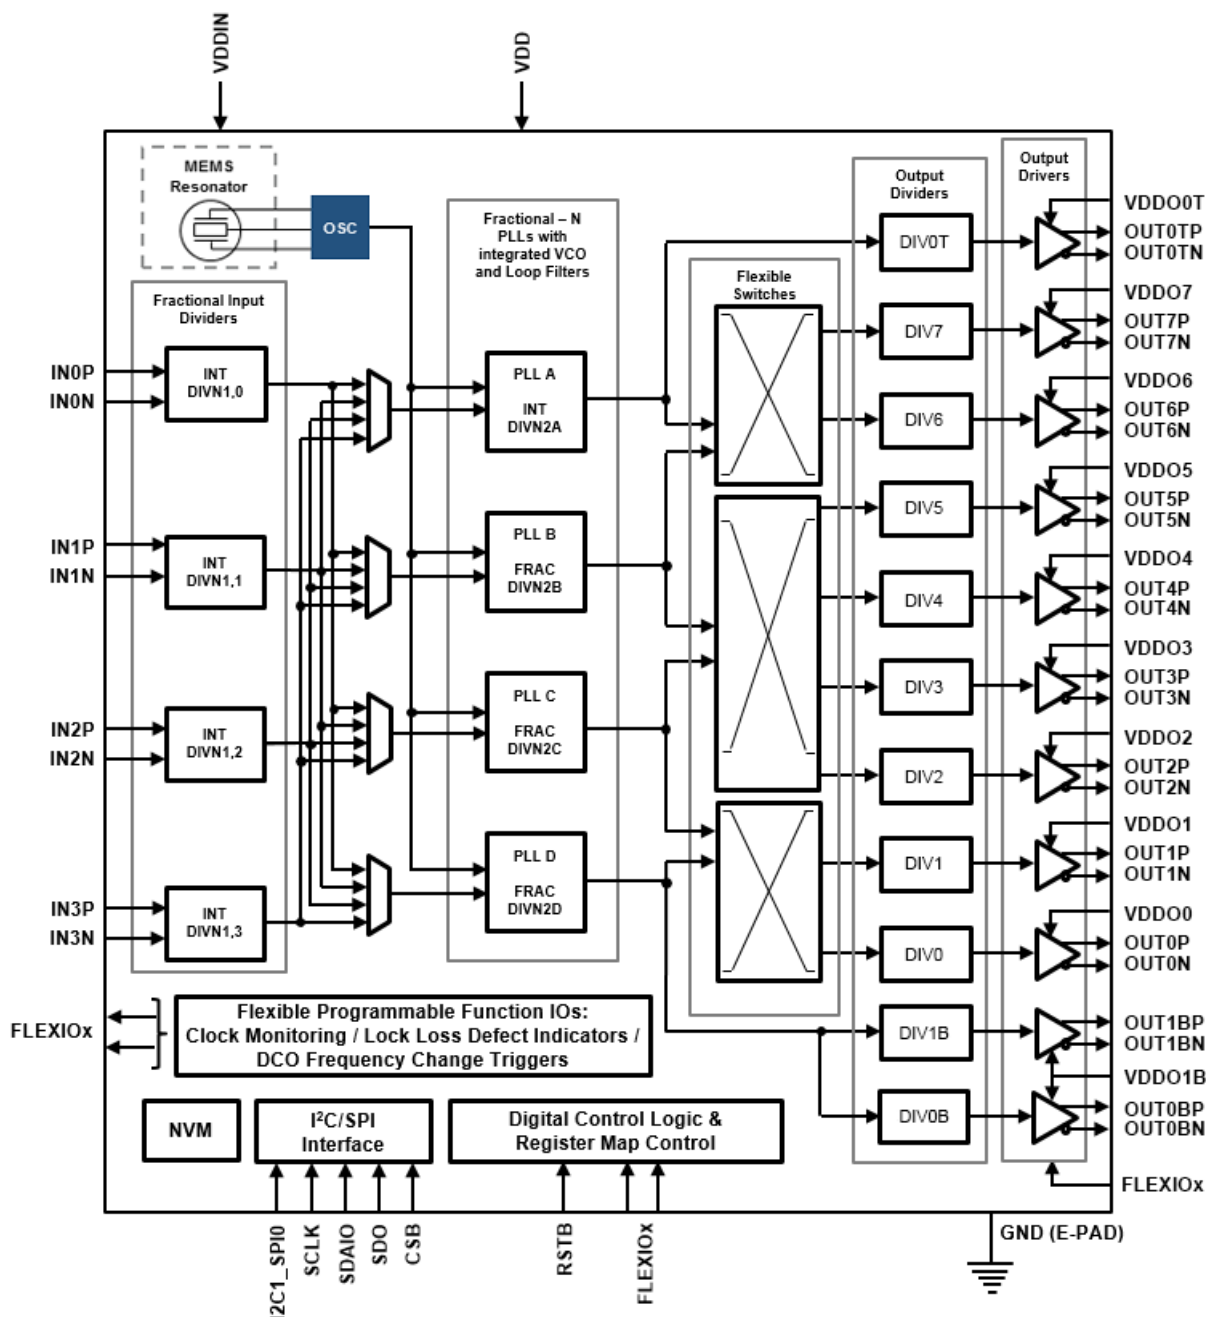 VDDIN
VDD
MEMS
Resonator
OSC
Fractional – N
PLLs with
integrated VCO
and Loop Filters
Output
Dividers
Output
Drivers
Fractional Input
Dividers
Flexible
Switches
IN0P
IN0N
INT
DIVN1,0
IN1P
IN1N
INT
DIVN1,1
IN2P
IN2N
INT
DIVN1,2
IN3P
IN3N
INT
DIVN1,3
PLL A
INT
DIVN2A
PLL B
FRAC
DIVN2B
PLL C
FRAC
DIVN2C
PLL D
FRAC
DIVN2D
DIV0T
DIV7
DIV6
DIV5
DIV4
DIV3
DIV2
DIV1
DIV0
DIV1B
DIV0B
VDDO0T
OUT0TP
OUT0TN
VDDO7
OUT7P
OUT7N
VDDO6
OUT6P
OUT6N
VDDO5
OUT5P
OUT5N
VDDO4
OUT4P
OUT4N
VDDO3
OUT3P
OUT3N
VDDO2
OUT2P
OUT2N
VDDO1
OUT1P
OUT1N
VDDO0
OUT0P
OUT0N
OUT1BP
OUT1BN
VDDO1B
OUT0BP
OUT0BN
FLEXIOx
GND (E-PAD)
FLEXIOx
Flexible Programmable Function IOs:
Clock Monitoring / Lock Loss Defect Indicators /
DCO Frequency Change Triggers
NVM
I²C/SPI
Interface
Digital Control Logic &
Register Map Control
I2C1_SPI0
SCLK
SDAIO
SDO
CSB
RSTB
FLEXIOx